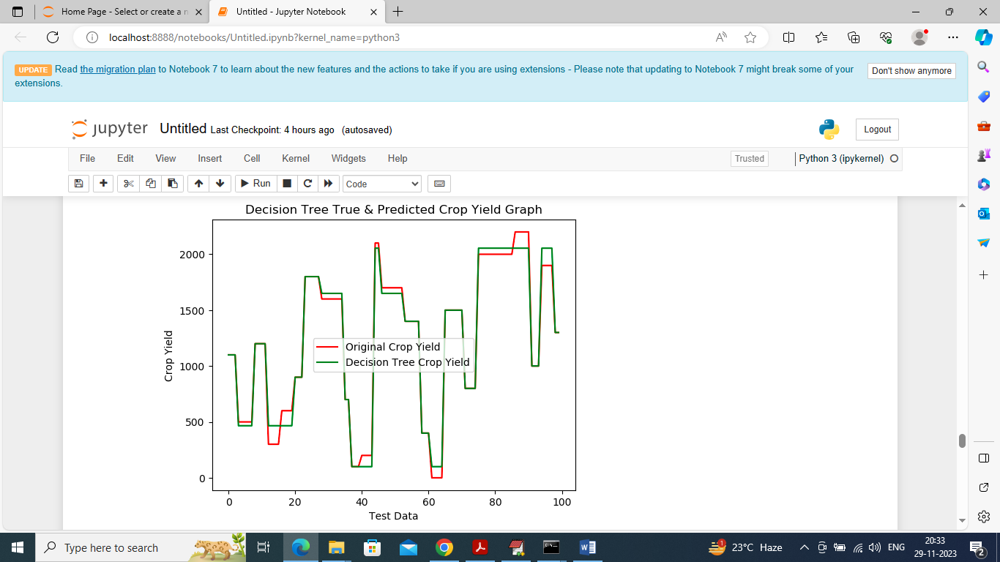 Home Page - Select or create a n
Untitled - Jupyter Notebook
localhost:8888/notebooks/Untitled.ipynb?kernel_name=python3
UPDATE Read the migration plan to Notebook 7 to learn about the new features and the actions to take if you are using extensions - Please note that updating to Notebook 7 might break some of your
extensions.
Don't show anymore
jupyter Untitled Last Checkpoint: 4 hours ago (autosaved)
Logout
File Edit View Insert Cell Kernel Widgets Help
Trusted
Python 3 (ipykernel)
Run
Code
Decision Tree True & Predicted Crop Yield Graph
2000
1500
1000
500
0
Crop Yield
Original Crop Yield
Decision Tree Crop Yield
0 20 40 60 80 100
Test Data
Type here to search
1
23°C Haze
ENG
20:33
29-11-2023
2